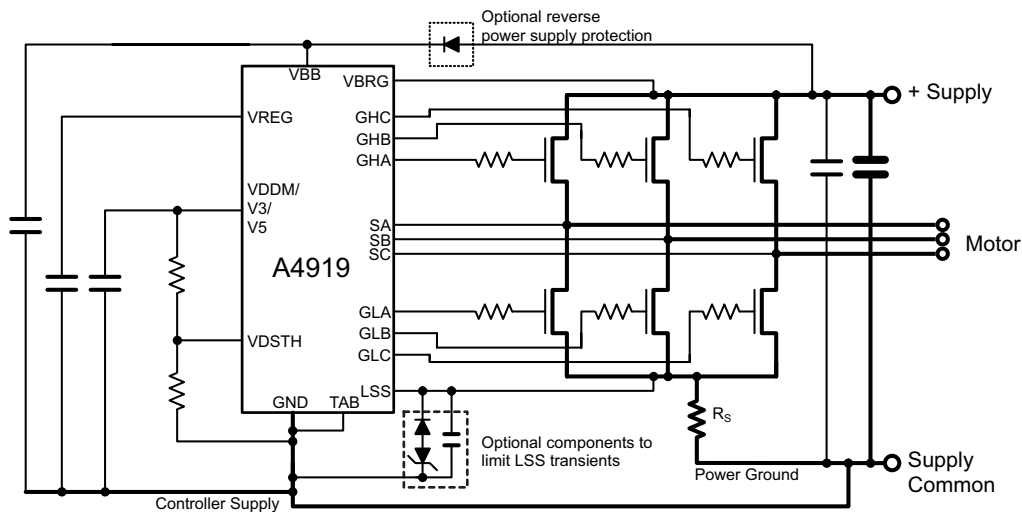 Optional reverse
power supply protection
VBB
VBRG
+ Supply
VREG
GHC
GHB
GHA
VDDM/
V3/
V5
SA
SB
SC
Motor
A4919
GLA
GLB
VDSTH
GLC
LSS
GND
TAB
RS
Optional components to
limit LSS transients
Power Ground
Supply
Common
Controller Supply